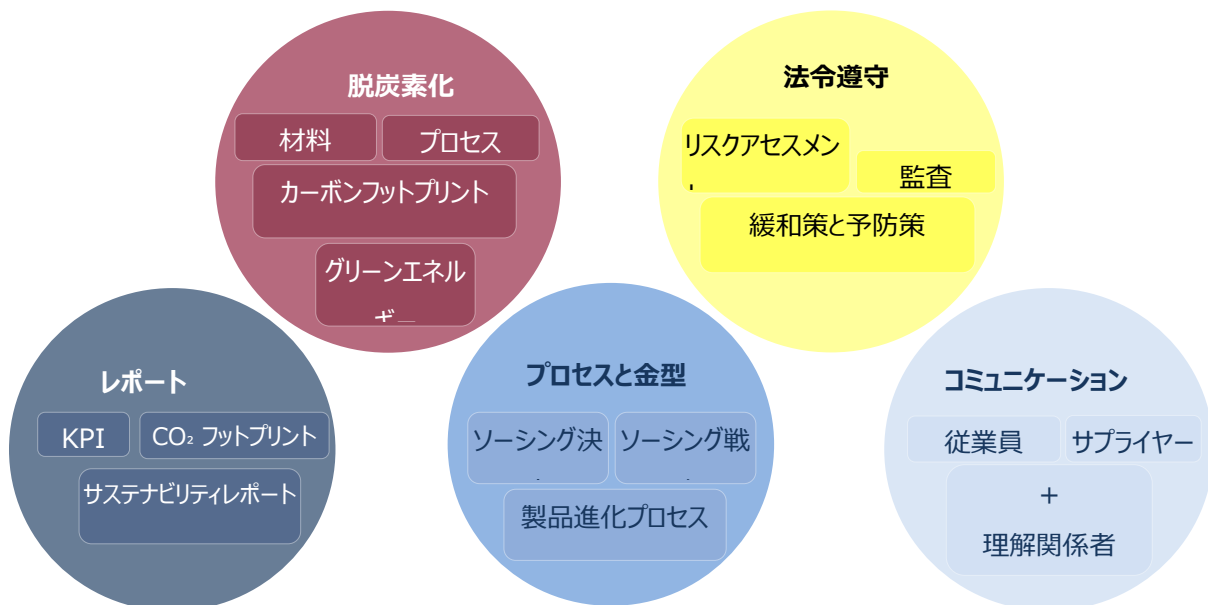 脱炭素化
材料
プロセス
カーボンフットプリント
グリーンエネル
ギー
法令遵守
リスクアセスメン
ト
監査
緩和策と予防策
レポート
KPI
CO₂ フットプリント
サステナビリティレポート
プロセスと金型
ソーシング決
ソーシング戦
製品進化プロセス
コミュニケーション
従業員
サプライヤー
+
理解関係者